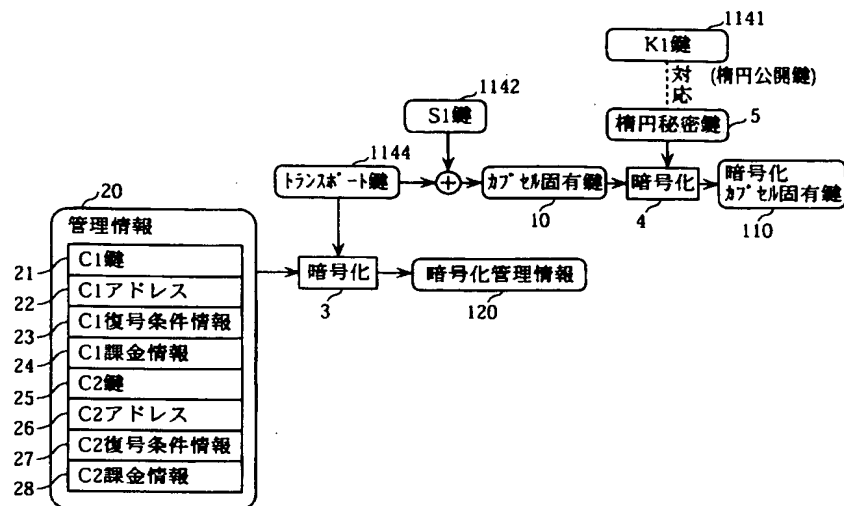 1141
K1鍵
対応
(楕円公開鍵)
1142
S1鍵
5
楕円秘密鍵
1144
トランスポート鍵
カプセル固有鍵
10
暗号化
4
暗号化
カプセル固有鍵
110
20
管理情報
21 C1鍵
22 C1アドレス
23 C1復号条件情報
24 C1課金情報
25 C2鍵
26 C2アドレス
27 C2復号条件情報
28 C2課金情報
暗号化
3
暗号化管理情報
120